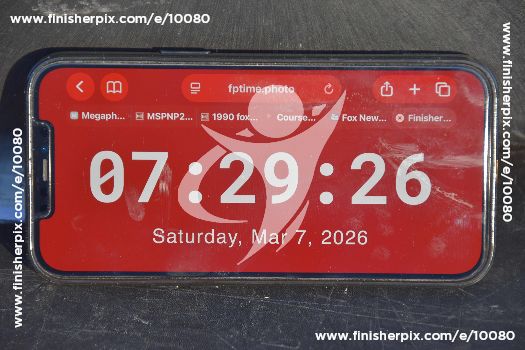 www.finisherpix.com/e/10080
www.finisherpix.com/e/10080
fptime.photo
Megaph...
MSPNP2...
1990 fox...
Course...
Fox New...
Finisher...
07:29:26
Saturday, Mar 7, 2026
www.finisherpix.com/e/10080
www.finisherpix.com/e/10080